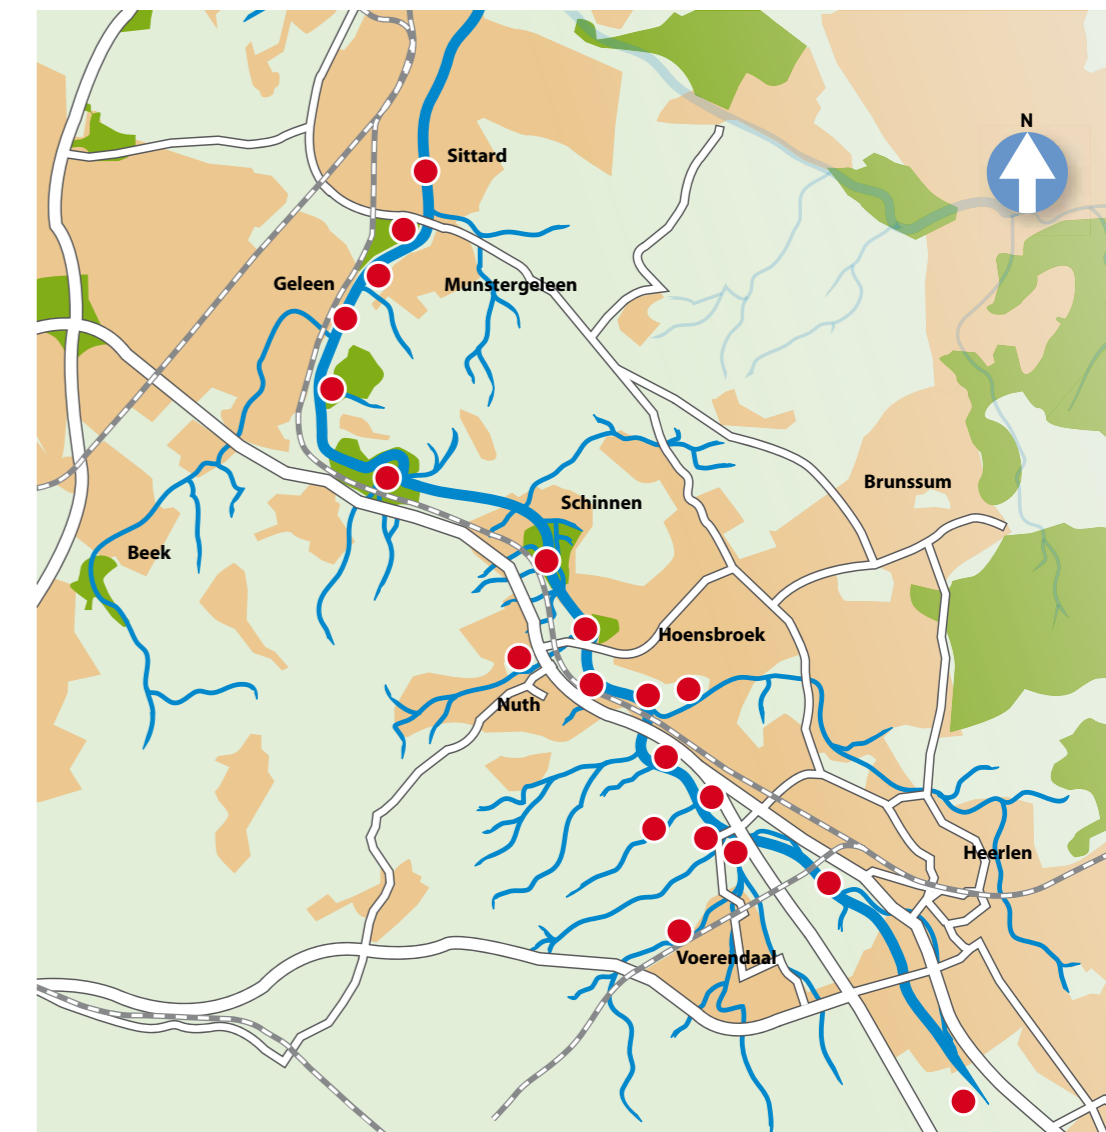 N
Sittard
Geleen
Munstergeleen
Brunssum
Schinnen
Beek
Hoensbroek
Nuth
Heerlen
Voerendaal